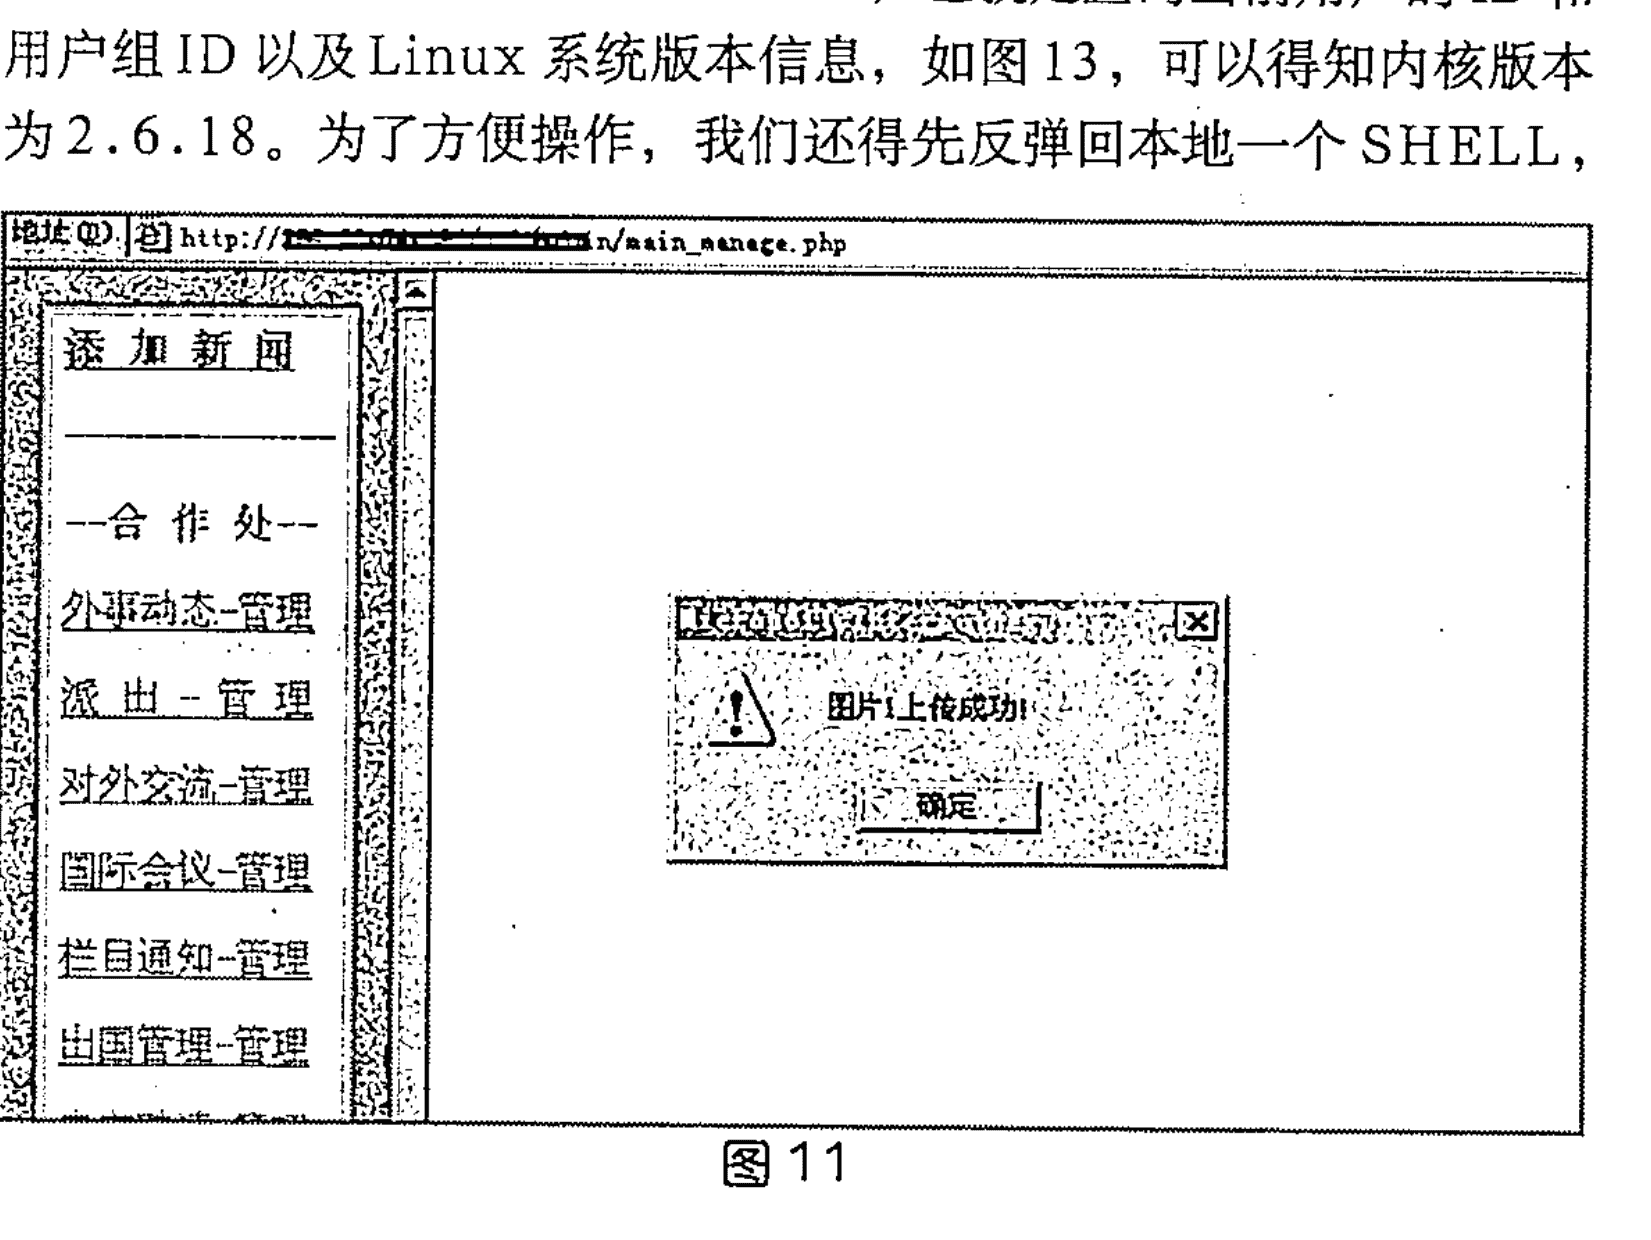 用户组ID以及Linux系统版本信息，如图13，可以得知内核版本
为2.6.18。为了方便操作，我们还得先反弹回本地一个SHELL，
地址(D) http://
n/main_manage.php
添加新闻
--合作处--
外事动态-管理
派出--管理
对外交流-管理
国际会议-管理
栏目通知-管理
出国管理-管理
图片1上传成功!
确定
图11